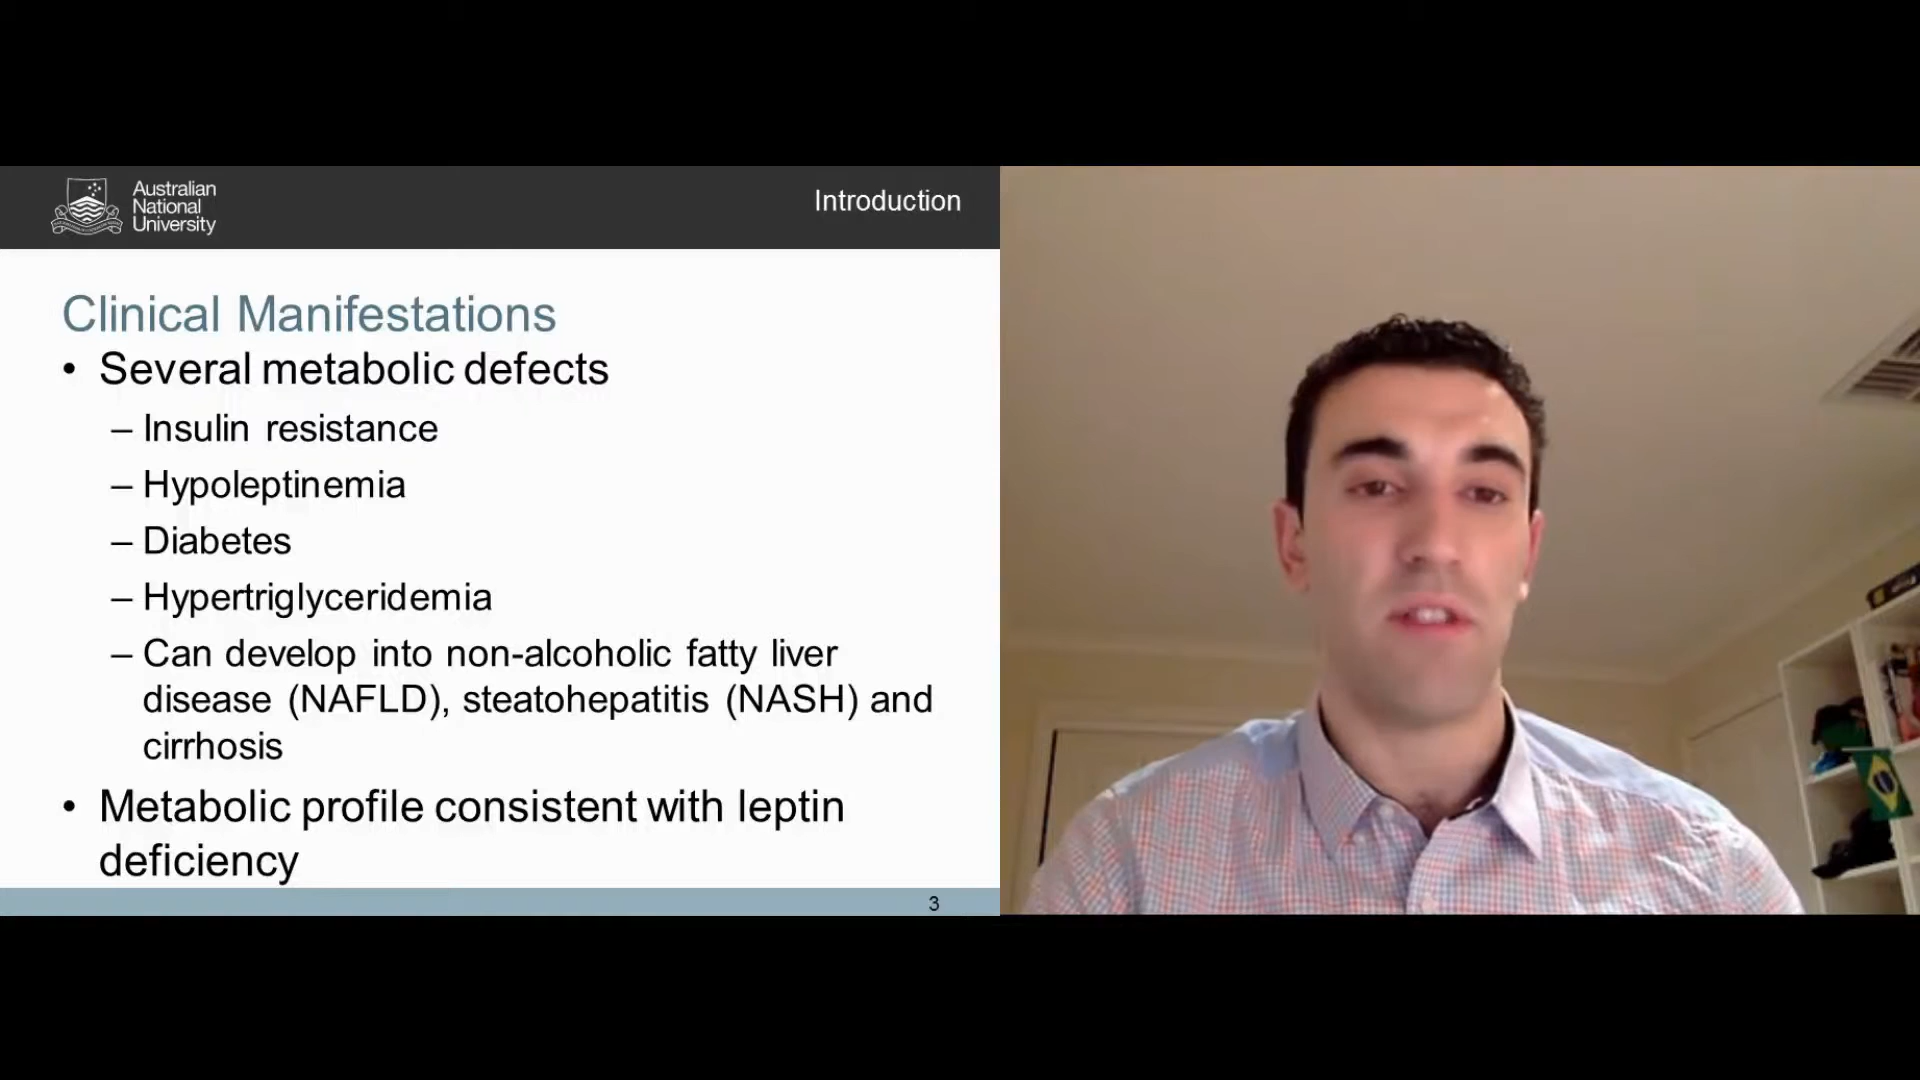 Australian
National
University
Introduction
Clinical Manifestations
• Several metabolic defects
– Insulin resistance
– Hypoleptinemia
– Diabetes
– Hypertriglyceridemia
– Can develop into non-alcoholic fatty liver
disease (NAFLD), steatohepatitis (NASH) and
cirrhosis
• Metabolic profile consistent with leptin
deficiency
3